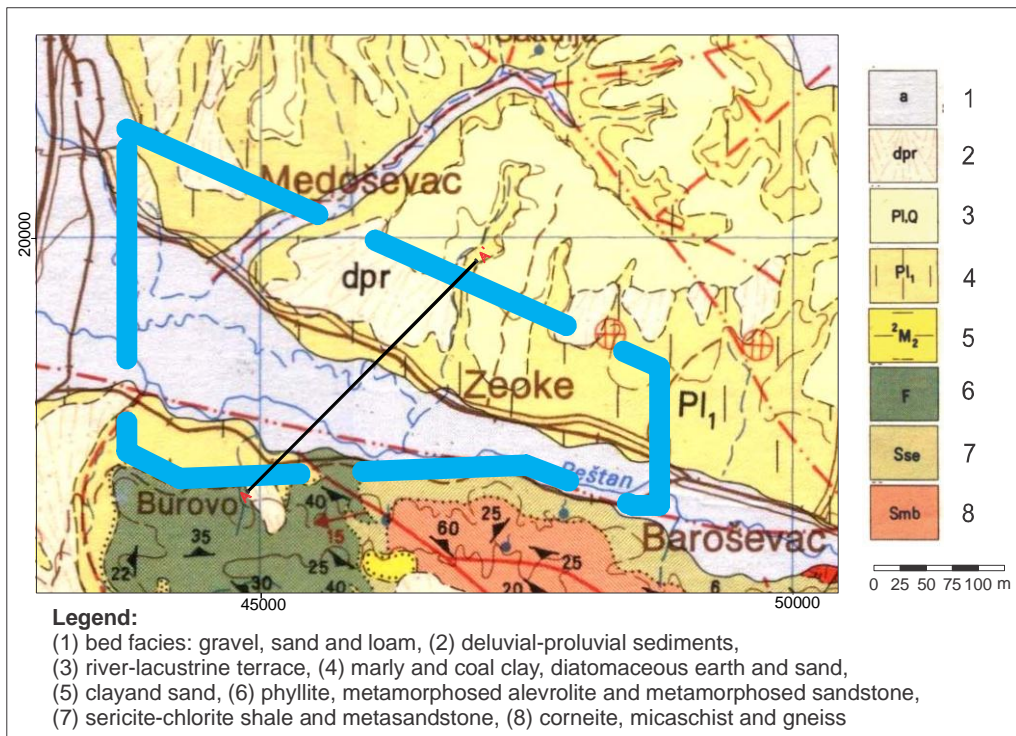 Medoševac
20000
dpr
Zeoke
Pl1
Peštan
Burovo
40
60
25
Baroševac
35
15
25
25
22
30
40
20
6
45000
50000
a 1
dpr 2
Pl,Q 3
Pl1 4
2M2 5
F 6
Sse 7
Smb 8
0 25 50 75 100 m
Legend:
(1) bed facies: gravel, sand and loam, (2) deluvial-proluvial sediments,
(3) river-lacustrine terrace, (4) marly and coal clay, diatomaceous earth and sand,
(5) clayand sand, (6) phyllite, metamorphosed alevrolite and metamorphosed sandstone,
(7) sericite-chlorite shale and metasandstone, (8) corneite, micaschist and gneiss